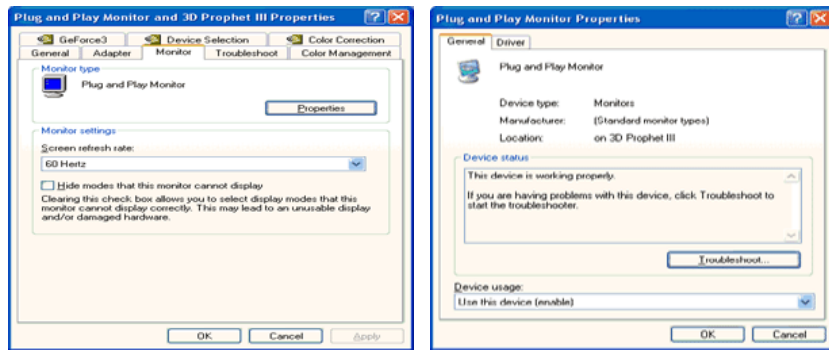 Plug and Play Monitor and 3D Prophet III Properties
GeForce3 Device Selection Color Correction
General Adapter Monitor Troubleshoot Color Management
Monitor type
Plug and Play Monitor
Properties
Monitor settings
Screen refresh rate:
60 Hertz
Hide modes that this monitor cannot display
Clearing this check box allows you to select display modes that this
monitor cannot display correctly. This may lead to an unusable display
and/or damaged hardware.
OK Cancel Apply
Plug and Play Monitor Properties
General Driver
Plug and Play Monitor
Device type: Monitors
Manufacturer: (Standard monitor types)
Location: on 3D Prophet III
Device status
This device is working properly.
If you are having problems with this device, click Troubleshoot to
start the troubleshooter.
Troubleshoot...
Device usage:
Use this device (enable)
OK Cancel